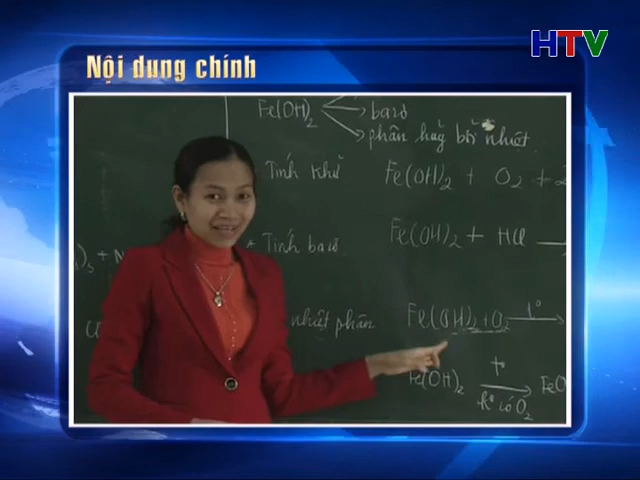 HTV
Nội dung chính
Fe(OH)₂
bazơ
phân hủy bởi nhiệt
Tính khử
Fe(OH)₂ + O₂ +
* Tính bazơ
Fe(OH)₂ + HCl
nhiệt phân
Fe(OH)₂ + O₂ t°
Fe(OH)₂ t° FeO
k° có O₂